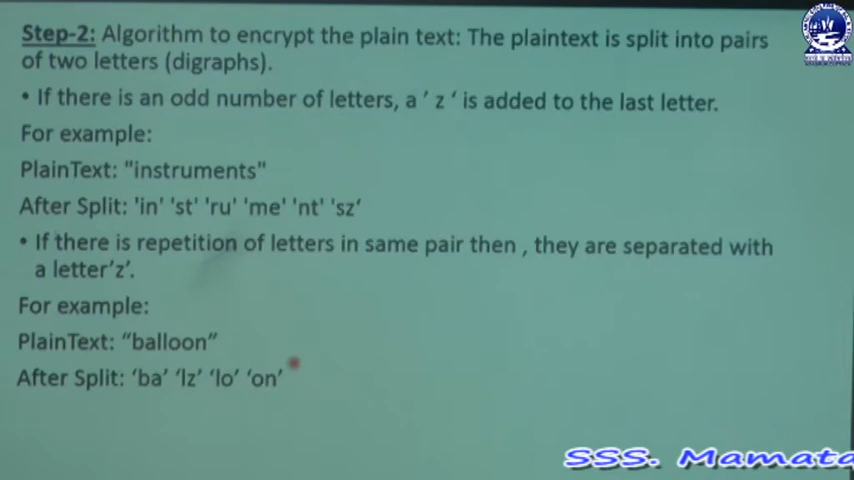 Step-2: Algorithm to encrypt the plain text: The plaintext is split into pairs
of two letters (digraphs).
• If there is an odd number of letters, a ’ z ‘ is added to the last letter.
For example:
PlainText: "instruments"
After Split: 'in' 'st' 'ru' 'me' 'nt' 'sz‘
• If there is repetition of letters in same pair then , they are separated with
a letter’z’.
For example:
PlainText: “balloon”
After Split: ‘ba’ ‘lz’ ‘lo’ ‘on’
SSS. Mamata